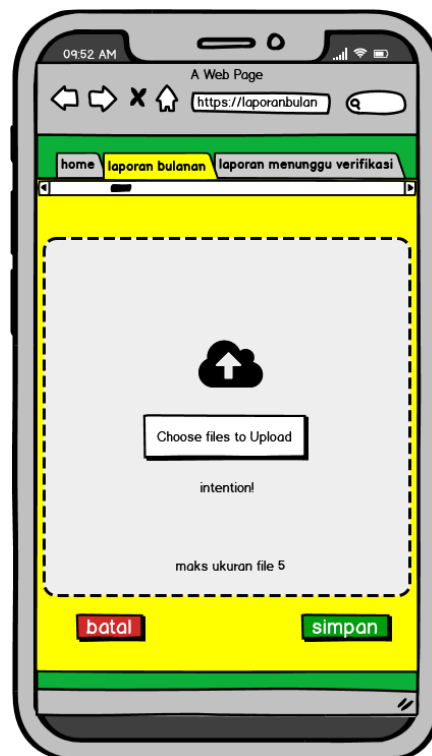 09:52 AM
A Web Page
https://laporanbulan
home
laporan bulanan
laporan menunggu verifikasi
Choose files to Upload
intention!
maks ukuran file 5
batal
simpan